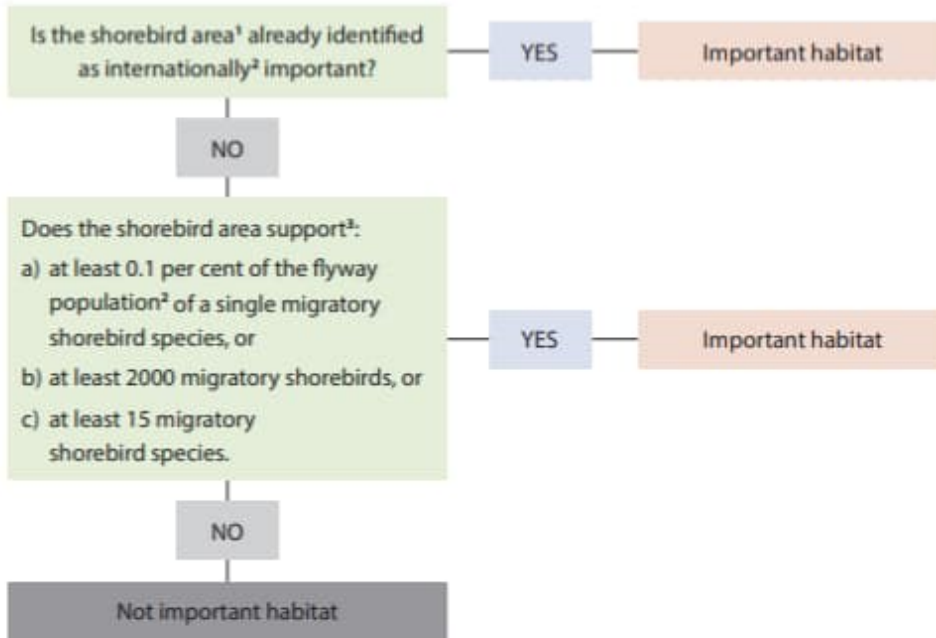 Is the shorebird area¹ already identified
as internationally² important?
YES
Important habitat
NO
Does the shorebird area support³:
a) at least 0.1 per cent of the flyway
population² of a single migratory
shorebird species, or
b) at least 2000 migratory shorebirds, or
c) at least 15 migratory
shorebird species.
YES
Important habitat
NO
Not important habitat